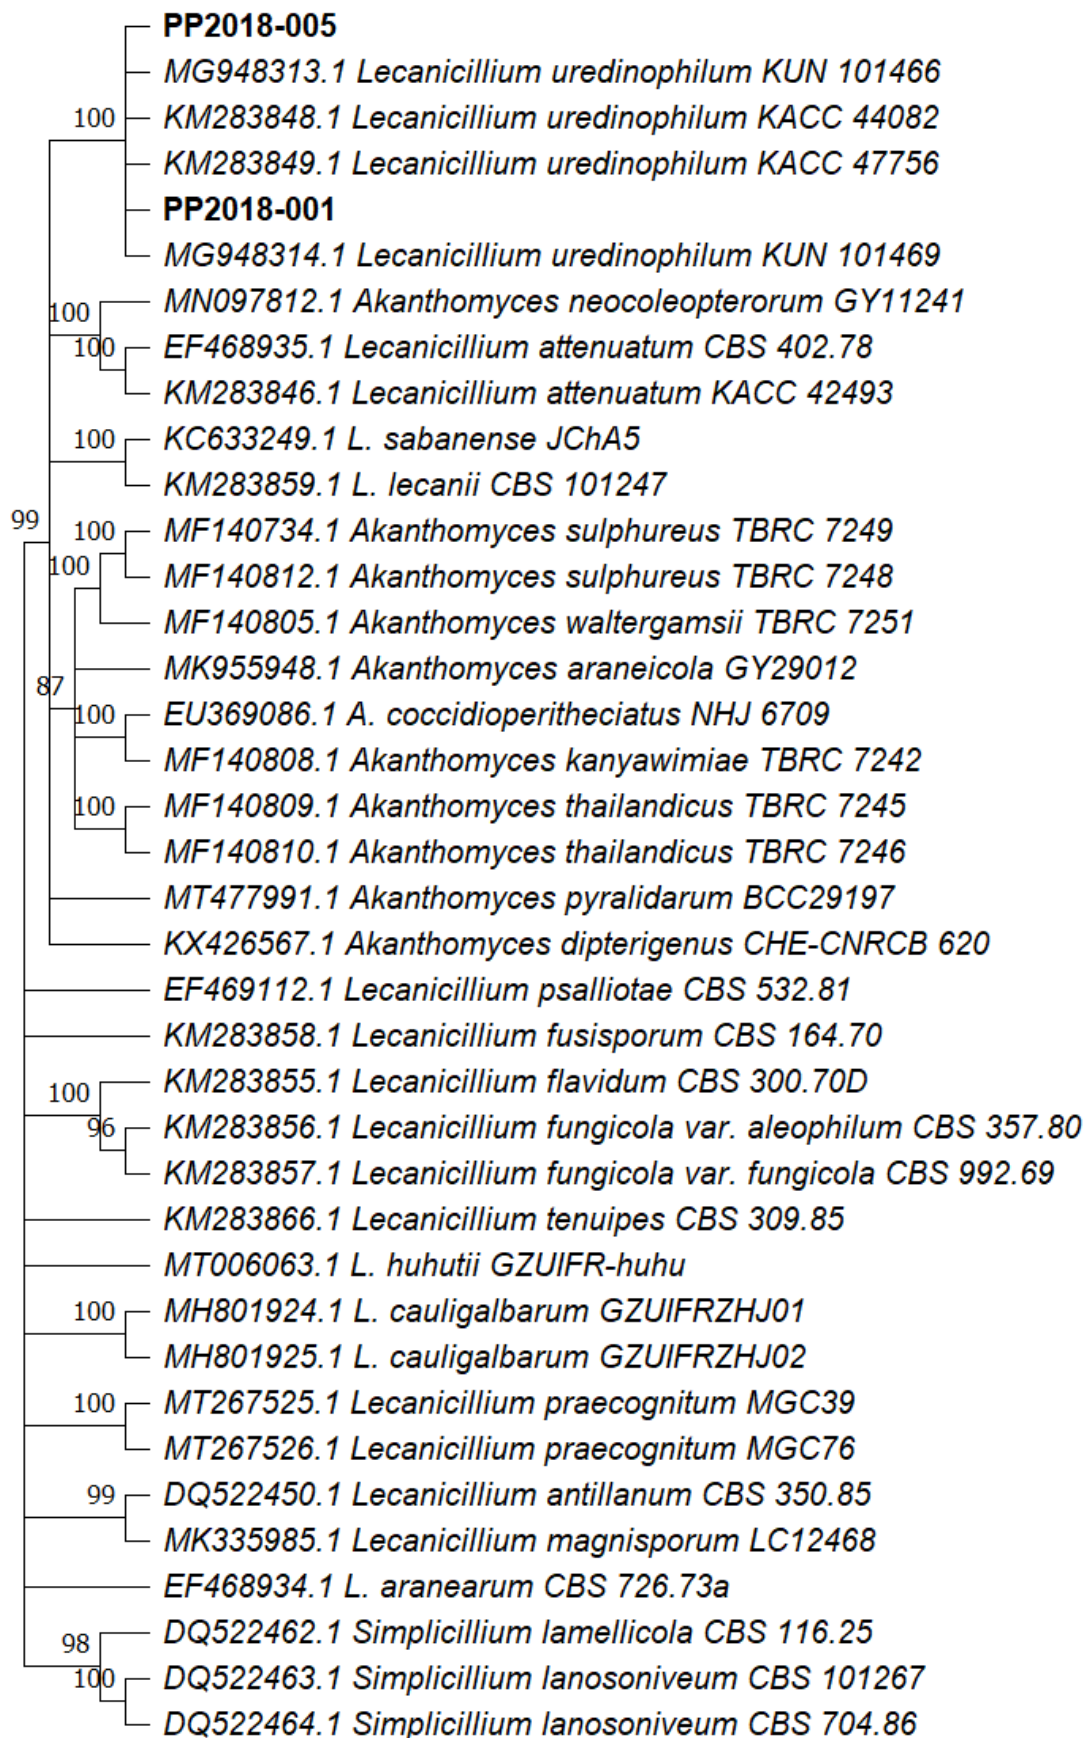 PP2018-005
MG948313.1 Lecanicillium uredinophilum KUN 101466
100
KM283848.1 Lecanicillium uredinophilum KACC 44082
KM283849.1 Lecanicillium uredinophilum KACC 47756
PP2018-001
MG948314.1 Lecanicillium uredinophilum KUN 101469
MN097812.1 Akanthomyces neocoleopterorum GY11241
100
100
EF468935.1 Lecanicillium attenuatum CBS 402.78
KM283846.1 Lecanicillium attenuatum KACC 42493
100
KC633249.1 L. sabanense JChA5
KM283859.1 L. lecanii CBS 101247
99
100
MF140734.1 Akanthomyces sulphureus TBRC 7249
100
MF140812.1 Akanthomyces sulphureus TBRC 7248
MF140805.1 Akanthomyces waltergamsii TBRC 7251
MK955948.1 Akanthomyces araneicola GY29012
87
100
EU369086.1 A. coccidioperitheciatus NHJ 6709
MF140808.1 Akanthomyces kanyawimiae TBRC 7242
100
MF140809.1 Akanthomyces thailandicus TBRC 7245
MF140810.1 Akanthomyces thailandicus TBRC 7246
MT477991.1 Akanthomyces pyralidarum BCC29197
KX426567.1 Akanthomyces dipterigenus CHE-CNRCB 620
EF469112.1 Lecanicillium psalliotae CBS 532.81
KM283858.1 Lecanicillium fusisporum CBS 164.70
KM283855.1 Lecanicillium flavidum CBS 300.70D
100
96
KM283856.1 Lecanicillium fungicola var. aleophilum CBS 357.80
KM283857.1 Lecanicillium fungicola var. fungicola CBS 992.69
KM283866.1 Lecanicillium tenuipes CBS 309.85
MT006063.1 L. huhutii GZUIFR-huhu
100
MH801924.1 L. cauligalbarum GZUIFRZHJ01
MH801925.1 L. cauligalbarum GZUIFRZHJ02
100
MT267525.1 Lecanicillium praecognitum MGC39
MT267526.1 Lecanicillium praecognitum MGC76
99
DQ522450.1 Lecanicillium antillanum CBS 350.85
MK335985.1 Lecanicillium magnisporum LC12468
EF468934.1 L. aranearum CBS 726.73a
DQ522462.1 Simplicillium lamellicola CBS 116.25
98
100
DQ522463.1 Simplicillium lanosoniveum CBS 101267
DQ522464.1 Simplicillium lanosoniveum CBS 704.86